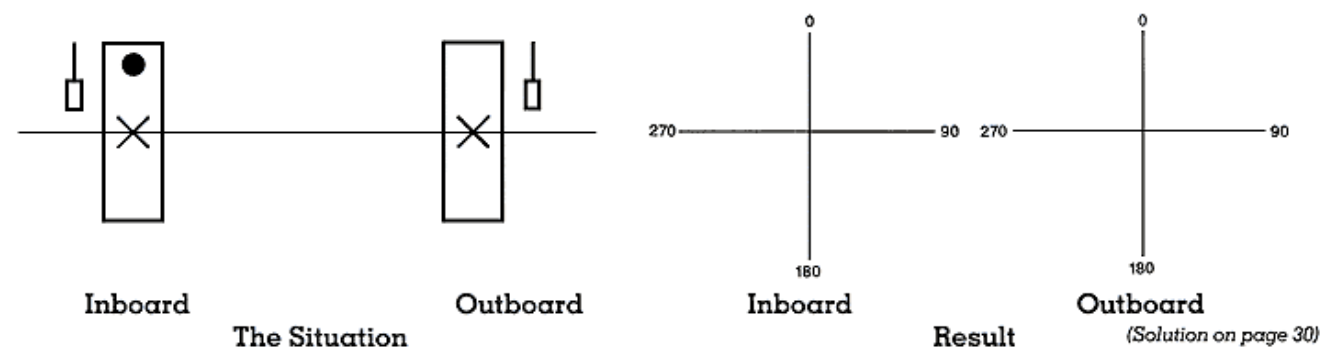 0
0
270
90
270
90
180
180
Inboard
Outboard
Inboard
Outboard
The Situation
Result
(Solution on page 30)